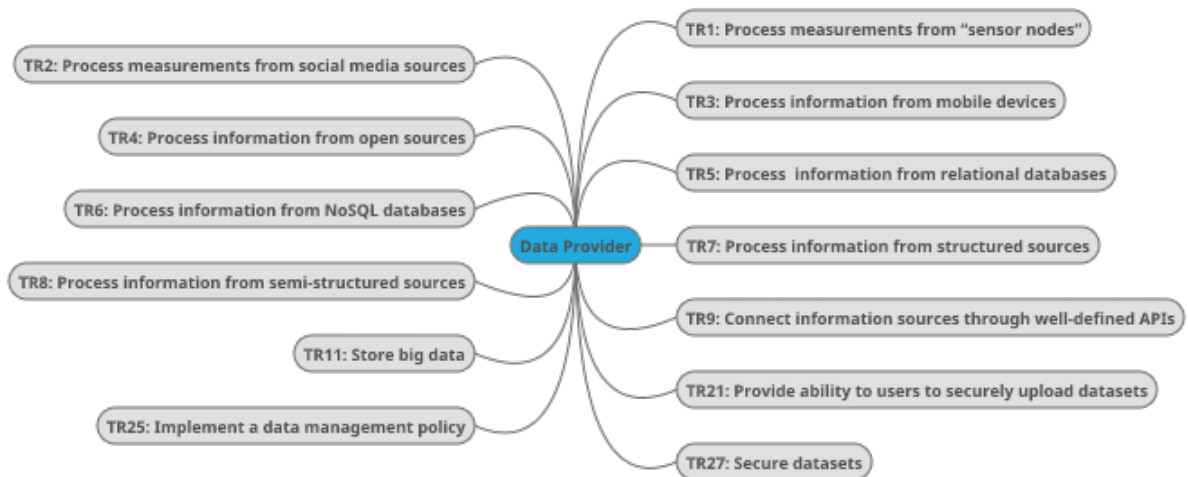 TR1: Process measurements from “sensor nodes“
TR2: Process measurements from social media sources
TR3: Process information from mobile devices
TR4: Process information from open sources
TR5: Process  information from relational databases
TR6: Process information from NoSQL databases
Data Provider
TR7: Process information from structured sources
TR8: Process information from semi-structured sources
TR9: Connect information sources through well-defined APIs
TR11: Store big data
TR21: Provide ability to users to securely upload datasets
TR25: Implement a data management policy
TR27: Secure datasets